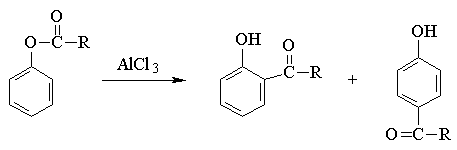 O
O—C—R
AlCl3
OH
O
C—R
+
OH
O=C—R